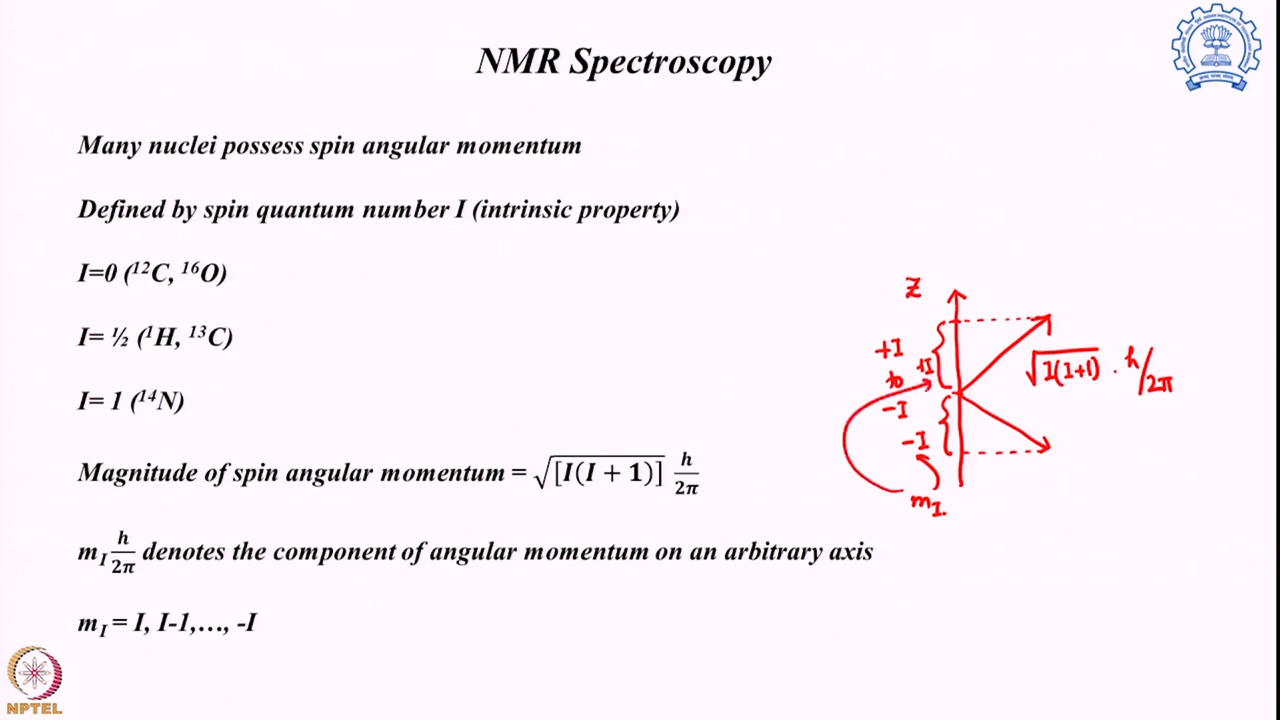 NMR Spectroscopy
Many nuclei possess spin angular momentum
Defined by spin quantum number I (intrinsic property)
I=0 (¹²C, ¹⁶O)
I= ½ (¹H, ¹³C)
I= 1 (¹⁴N)
Magnitude of spin angular momentum = √[I(I + 1)] h/2π
m_I h/2π denotes the component of angular momentum on an arbitrary axis
m_I = I, I-1,…, -I
Z
+I
to
-I
+I
-I
m_I.
√I(I+1) · h/2π
NPTEL